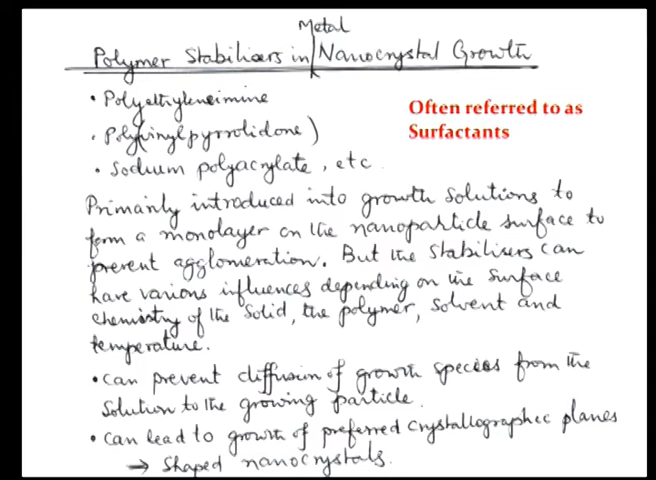 Metal
Polymer Stabilisers in Nanocrystal Growth
• Polyethyleneimine
• Poly(vinylpyrrolidone)
• Sodium polyacrylate, etc.
Often referred to as
Surfactants
Primarily introduced into growth solutions to
form a monolayer on the nanoparticle surface to
prevent agglomeration. But the stabilisers can
have various influences depending on the surface
chemistry of the solid, the polymer, solvent and
temperature.
• can prevent diffusion of growth species from the
solution to the growing particle.
• can lead to growth of preferred crystallographic planes
→ Shaped nanocrystals.